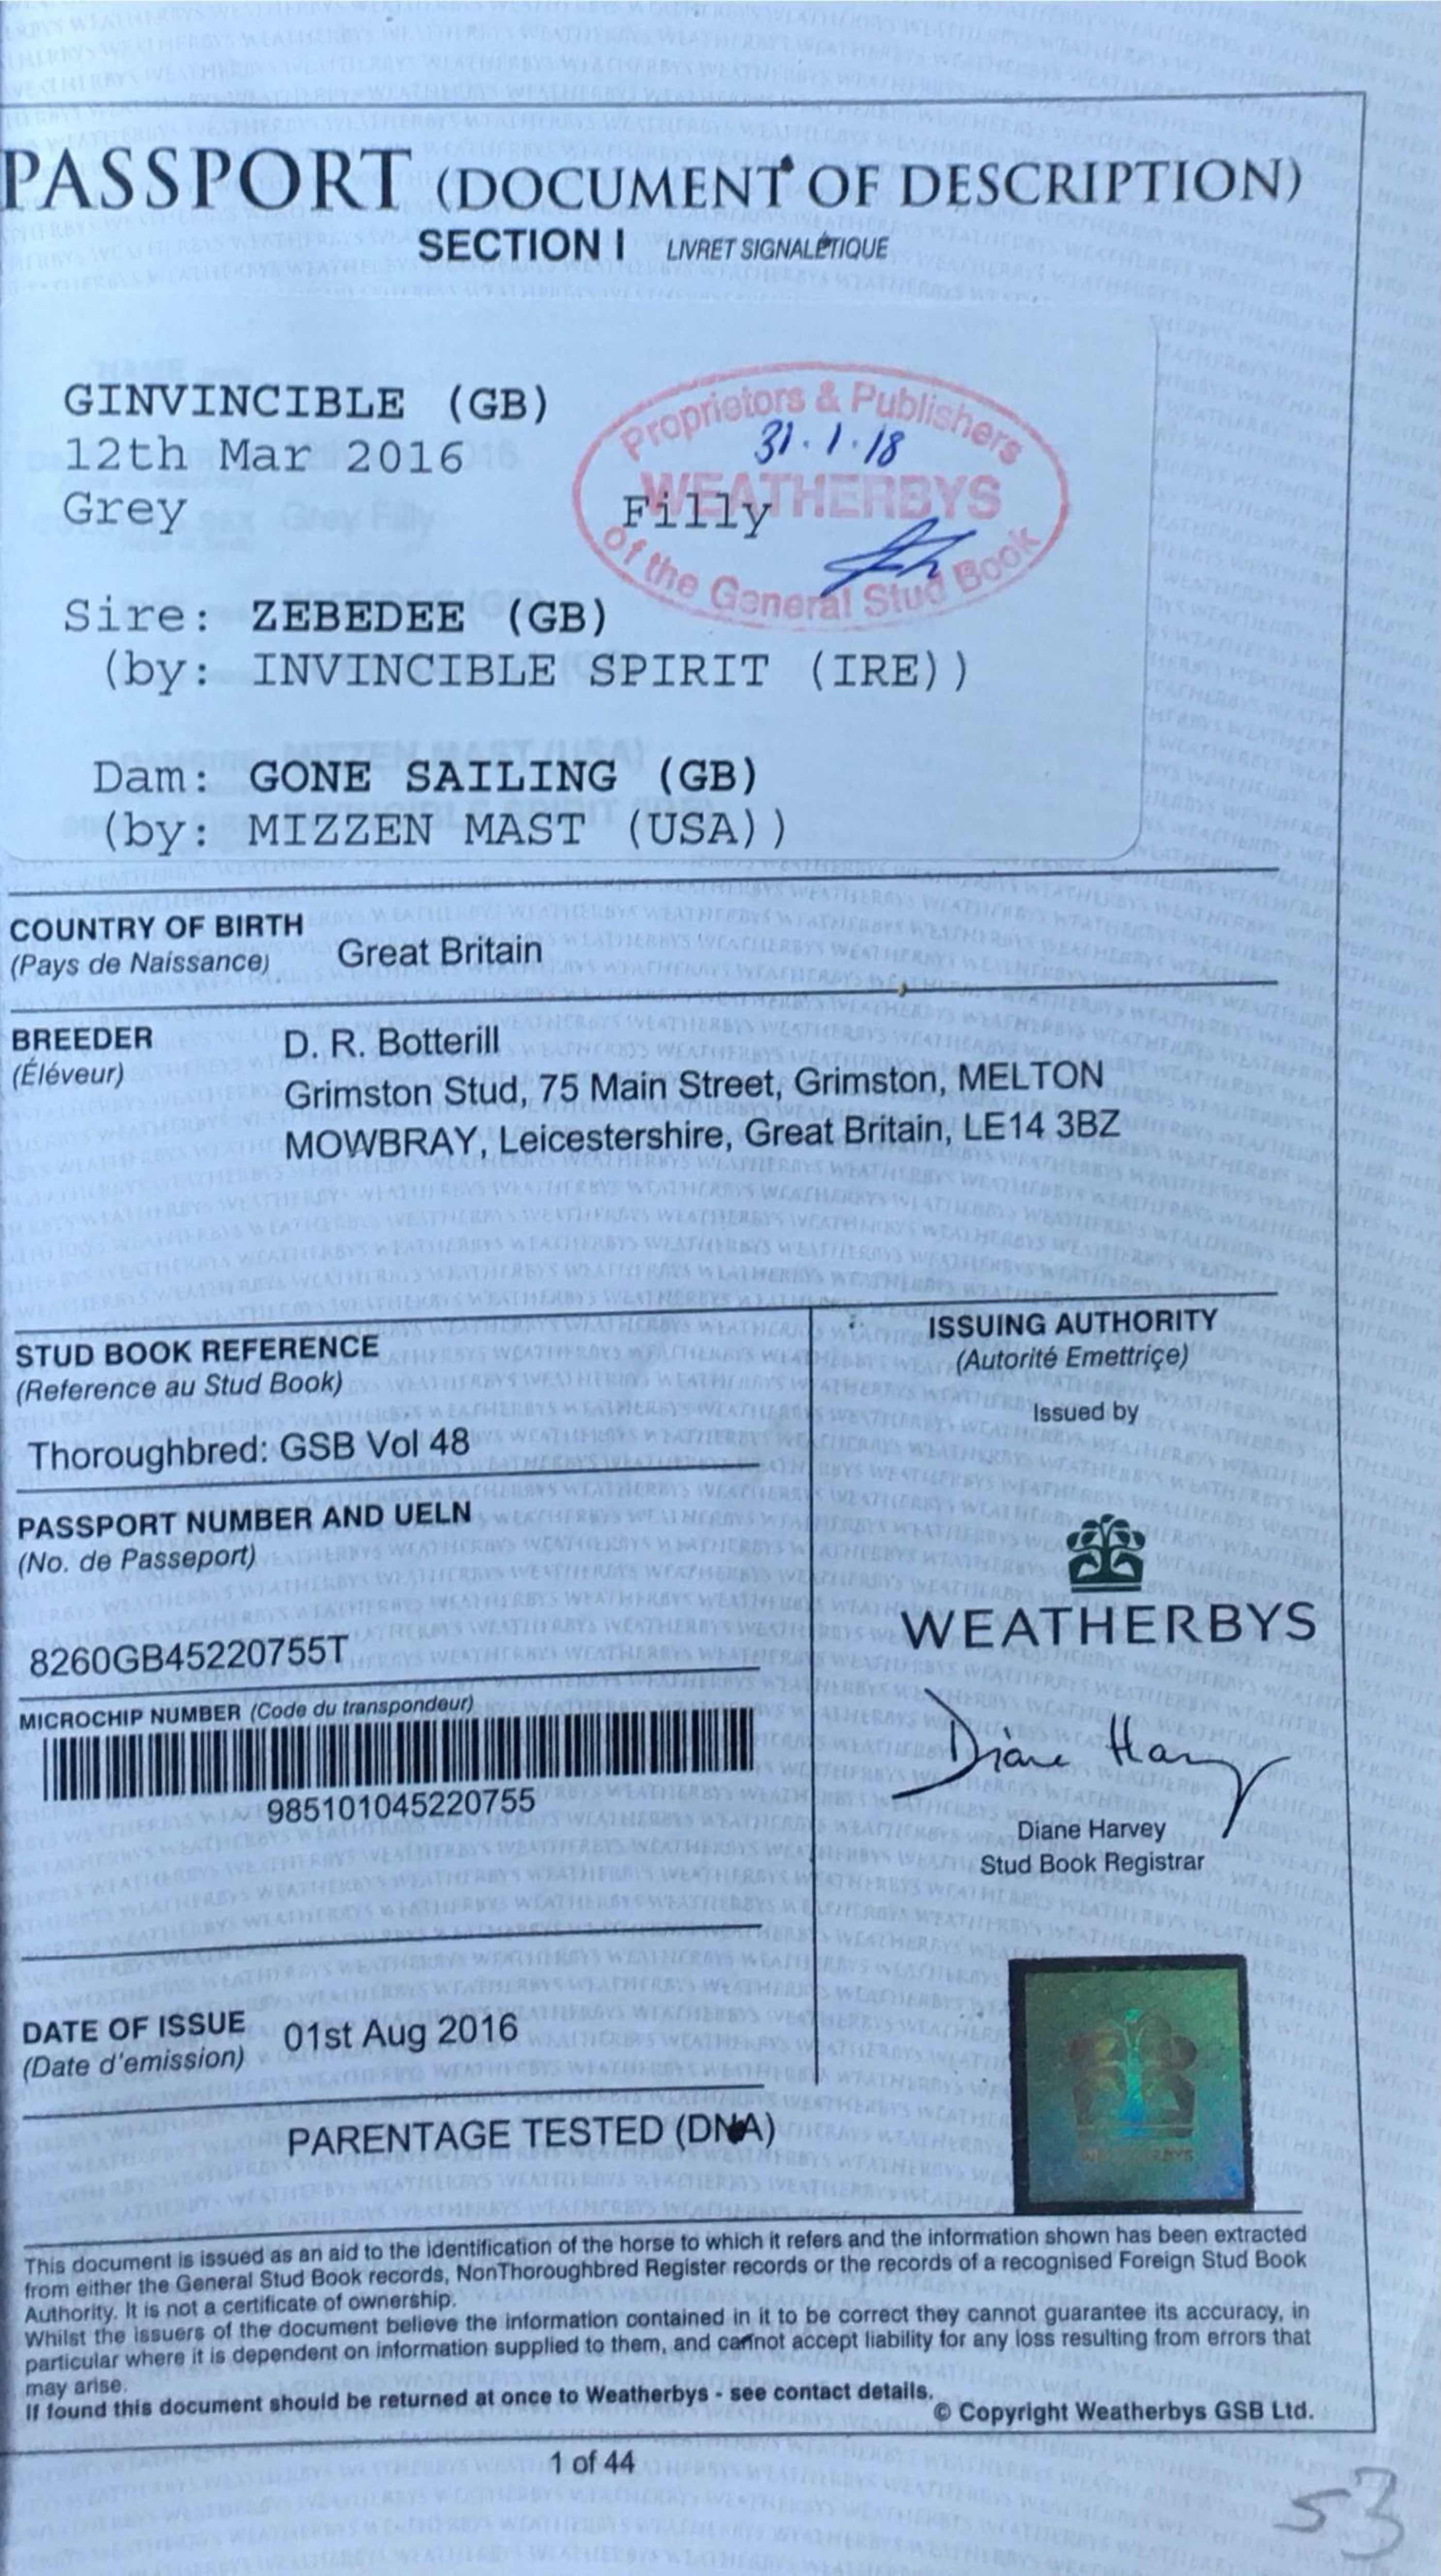 PASSPORT (DOCUMENT OF DESCRIPTION)
SECTION I LIVRET SIGNALÉTIQUE
GINVINCIBLE (GB)
12th Mar 2016
Grey Filly
Proprietors & Publishers
31.1.18
WEATHERBYS
of the General Stud Book
Sire: ZEBEDEE (GB)
(by: INVINCIBLE SPIRIT (IRE))
Dam: GONE SAILING (GB)
(by: MIZZEN MAST (USA))
COUNTRY OF BIRTH
(Pays de Naissance)
Great Britain
BREEDER
(Éléveur)
D. R. Botterill
Grimston Stud, 75 Main Street, Grimston, MELTON
MOWBRAY, Leicestershire, Great Britain, LE14 3BZ
STUD BOOK REFERENCE
(Reference au Stud Book)
Thoroughbred: GSB Vol 48
PASSPORT NUMBER AND UELN
(No. de Passeport)
8260GB45220755T
MICROCHIP NUMBER (Code du transpondeur)
985101045220755
ISSUING AUTHORITY
(Autorité Emettriçe)
Issued by
WEATHERBYS
Diane Harvey
Diane Harvey
Stud Book Registrar
DATE OF ISSUE
(Date d'emission)
01st Aug 2016
PARENTAGE TESTED (DNA)
WEATHERBYS
This document is issued as an aid to the identification of the horse to which it refers and the information shown has been extracted
from either the General Stud Book records, NonThoroughbred Register records or the records of a recognised Foreign Stud Book
Authority. It is not a certificate of ownership.
Whilst the issuers of the document believe the information contained in it to be correct they cannot guarantee its accuracy, in
particular where it is dependent on information supplied to them, and cannot accept liability for any loss resulting from errors that
may arise.
If found this document should be returned at once to Weatherbys - see contact details.
© Copyright Weatherbys GSB Ltd.
1 of 44
53